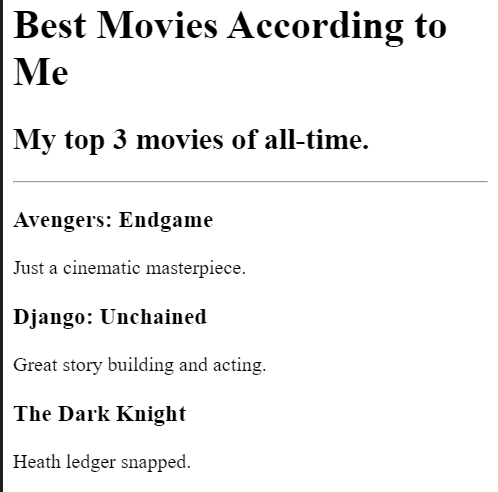 Best Movies According to
Me
My top 3 movies of all-time.
Avengers: Endgame
Just a cinematic masterpiece.
Django: Unchained
Great story building and acting.
The Dark Knight
Heath ledger snapped.